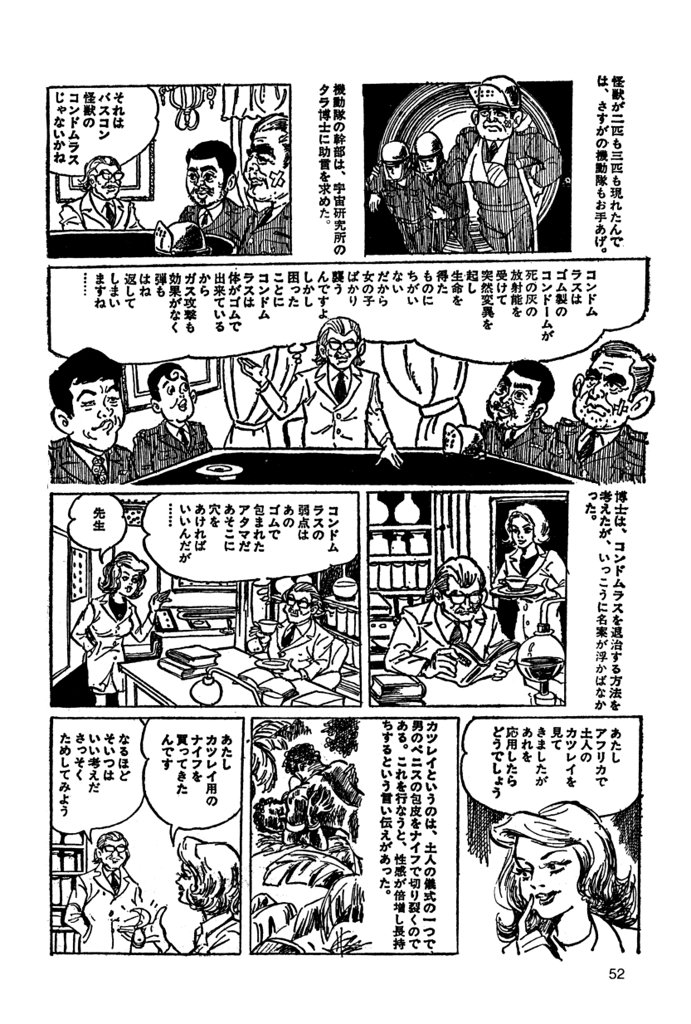 怪獣が二匹も三匹も現れたんで
は、さすがの機動隊もお手あげ。
機動隊の幹部は、宇宙研究所の
タラ博士に助言を求めた。
それは
バスコン
怪獣の
コンドムラス
じゃないかね
コンドム
ラスは
ゴム製の
コンドームが
死の灰の
放射能を
受けて
突然変異を
起し
生命を
得た
ものに
ちがい
ない
だから
女の子
ばかり
襲う
んですよ
しかし
困った
ことに
コンドム
ラスは
体がゴムで
出来ている
から
ガス攻撃も
効果がなく
弾も
はね
返して
しまい
ますね
……
博士は、コンドムラスを退治する方法を
考えたが、いっこうに名案が浮かばなか
った。
コンドム
ラスの
弱点は
あの
ゴムで
包まれた
アタマだ
あそこに
穴を
あければ
いいんだが
……
先生
あたし
アフリカで
土人の
カツレイを
見て
きましたが
あれを
応用したら
どうでしょう
カツレイというのは、土人の儀式の一つで、
男のペニスの包皮をナイフで切り裂くので
ある。これを行なうと、性感が倍増し長持
ちするという言い伝えがあった。
あたし
カツレイ用の
ナイフを
買ってきた
んです
なるほど
そいつは
いい考えだ
さっそく
ためしてみよう
52